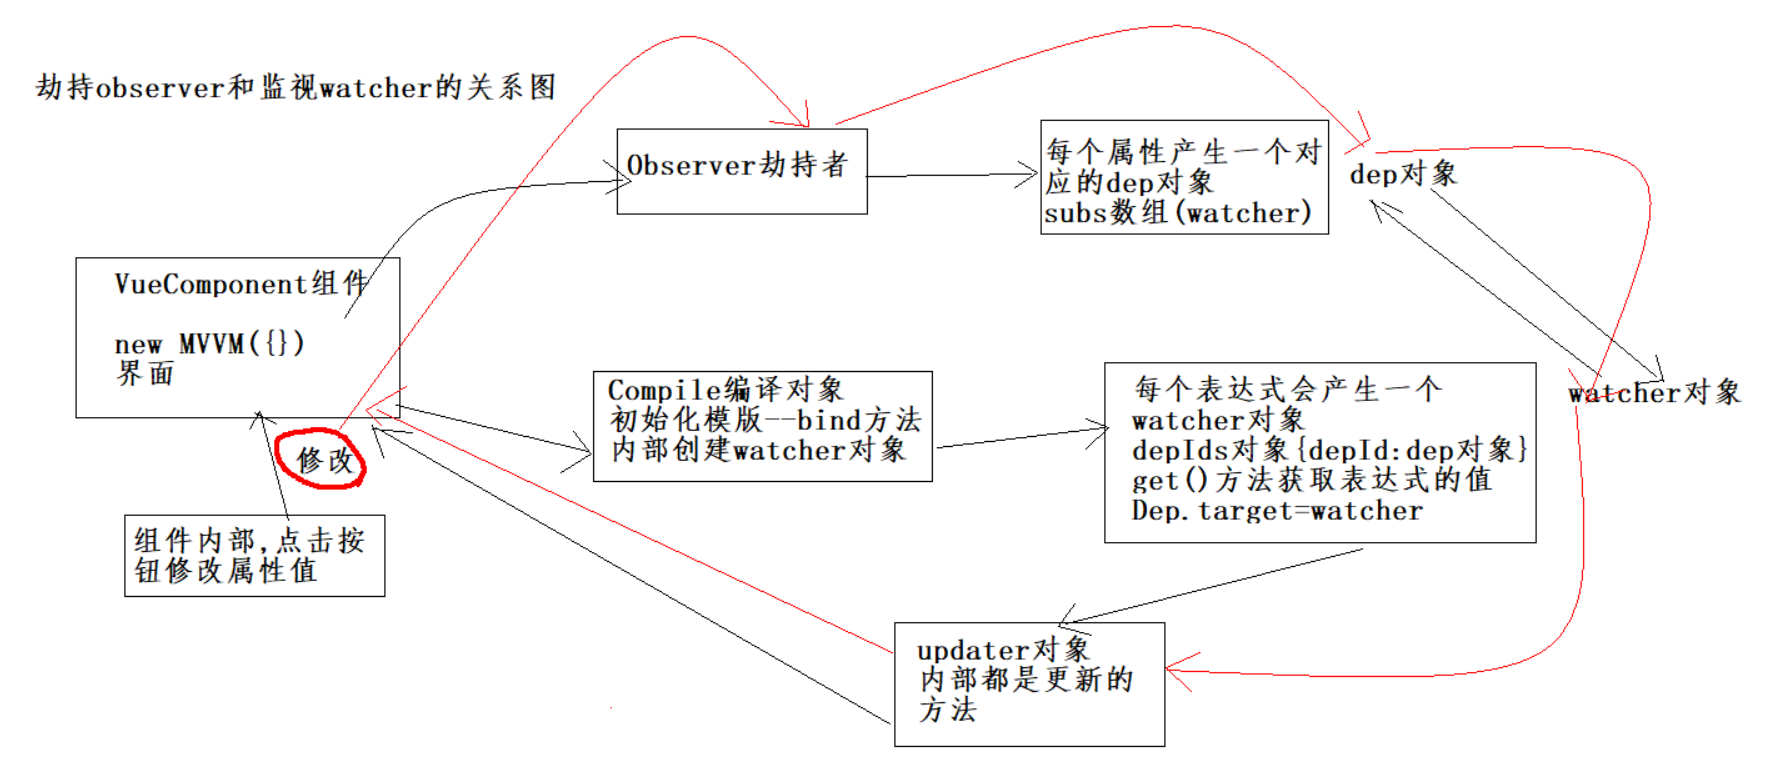 劫持observer和监视watcher的关系图
Observer劫持者
每个属性产生一个对
应的dep对象
subs数组(watcher)
dep对象
VueComponent组件
new MVVM({})
界面
修改
组件内部,点击按
钮修改属性值
Compile编译对象
初始化模版--bind方法
内部创建watcher对象
每个表达式会产生一个
watcher对象
depIds对象{depId:dep对象}
get()方法获取表达式的值
Dep.target=watcher
watcher对象
updater对象
内部都是更新的
方法